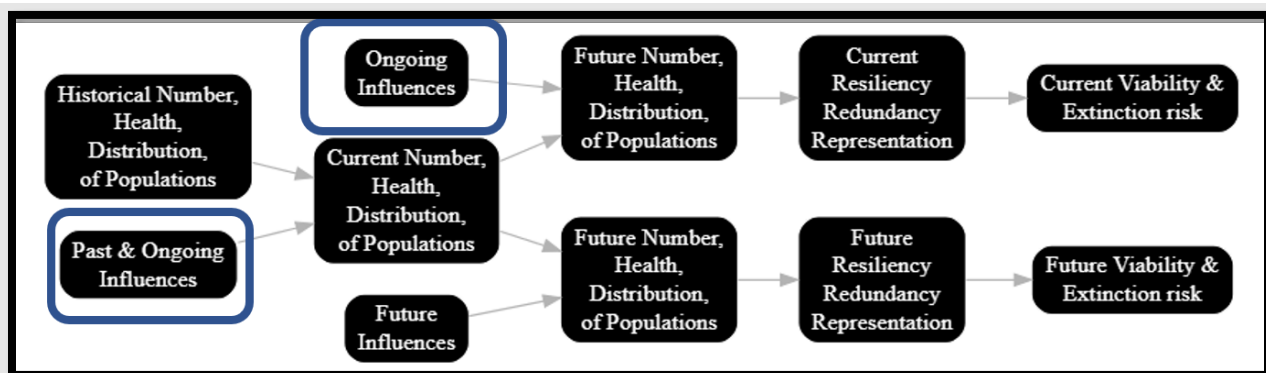 Historical Number,
Health,
Distribution,
of Populations
Past & Ongoing
Influences
Ongoing
Influences
Current Number,
Health,
Distribution,
of Populations
Future
Influences
Future Number,
Health,
Distribution,
of Populations
Future Number,
Health,
Distribution,
of Populations
Current
Resiliency
Redundancy
Representation
Future
Resiliency
Redundancy
Representation
Current Viability &
Extinction risk
Future Viability &
Extinction risk